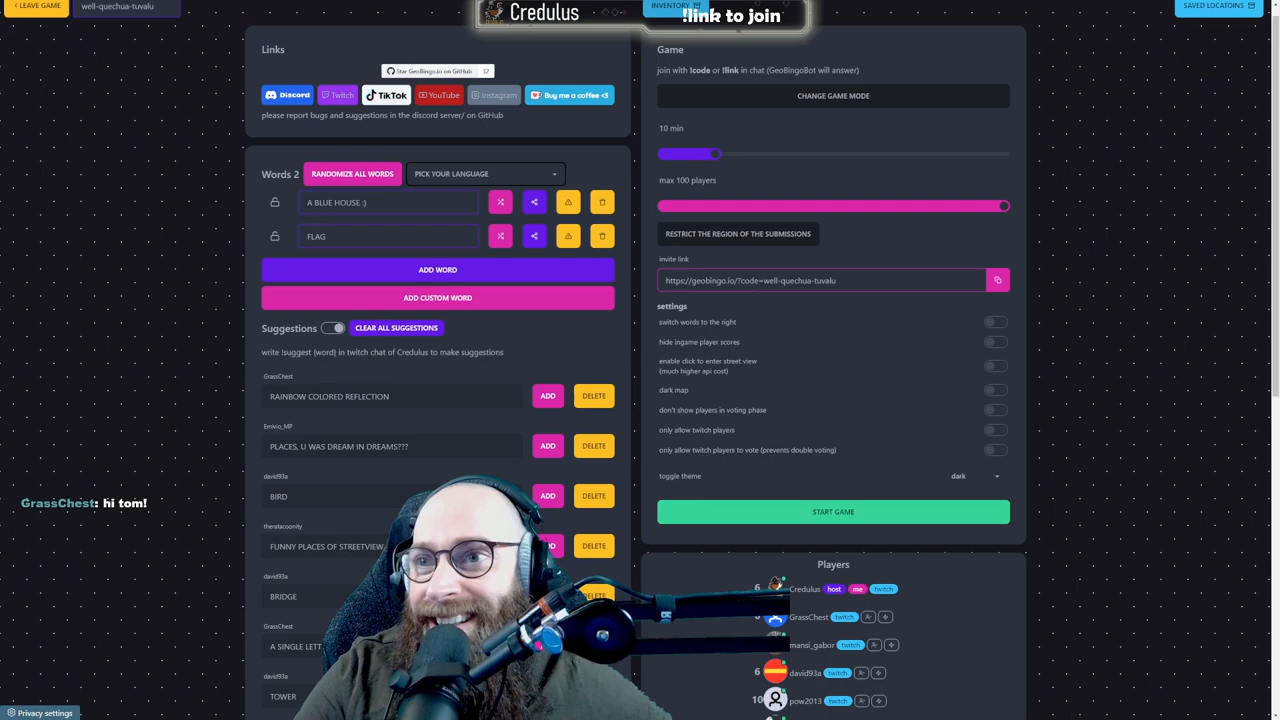 < LEAVE GAME
well-quechua-tuvalu
Credulus
INVENTORY
!link to join
SAVED LOCATOINS
Links
Star GeoBingo.io on GitHub
12
Discord
Twitch
TikTok
YouTube
Instagram
Buy me a coffee <3
please report bugs and suggestions in the discord server/ on GitHub
Words 2
RANDOMIZE ALL WORDS
PICK YOUR LANGUAGE
A BLUE HOUSE :)
FLAG
ADD WORD
ADD CUSTOM WORD
Suggestions
CLEAR ALL SUGGESTIONS
write !suggest {word} in twitch chat of Credulus to make suggestions
GrassChest
RAINBOW COLORED REFLECTION
ADD
DELETE
Emivio_MP
PLACES, U WAS DREAM IN DREAMS???
ADD
DELETE
david93a
BIRD
ADD
DELETE
theratacoonity
FUNNY PLACES OF STREETVIEW
DELETE
david93a
BRIDGE
GrassChest
A SINGLE LETT
david93a
TOWER
GrassChest: hi tom!
Privacy settings
Game
join with !code or !link in chat (GeoBingoBot will answer)
CHANGE GAME MODE
10 min
max 100 players
RESTRICT THE REGION OF THE SUBMISSIONS
invite link
https://geobingo.io/?code=well-quechua-tuvalu
settings
switch words to the right
hide ingame player scores
enable click to enter street view
(much higher api cost)
dark map
don't show players in voting phase
only allow twitch players
only allow twitch players to vote (prevents double voting)
toggle theme
dark
START GAME
Players
6 Credulus host me twitch
GrassChest twitch
mansi_gabor twitch
6 david93a twitch
10 pow2013 twitch